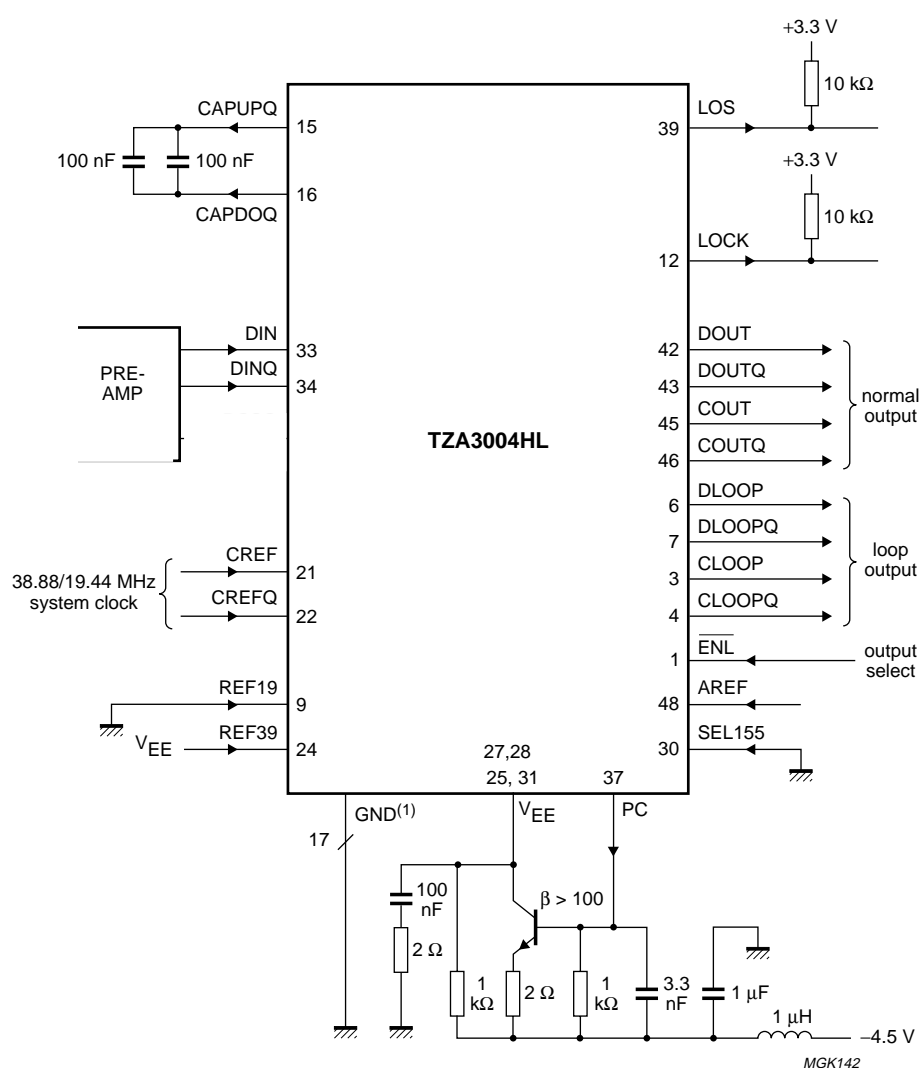 +3.3 V
10 kΩ
CAPUPQ
15
LOS
39
100 nF
100 nF
+3.3 V
16
CAPDOQ
10 kΩ
LOCK
12
PRE-
AMP
DIN
33
DINQ
34
TZA3004HL
DOUT
42
DOUTQ
43
COUT
45
COUTQ
46
normal
output
DLOOP
6
DLOOPQ
7
CLOOP
3
CLOOPQ
4
loop
output
38.88/19.44 MHz
system clock
CREF
21
CREFQ
22
ENL
1
output
select
REF19
9
AREF
48
VEE
REF39
24
SEL155
30
27,28
25, 31
37
GND(1)
17
VEE
PC
100
nF
2 Ω
β > 100
1
kΩ
2 Ω
1
kΩ
3.3
nF
1 μF
1 μH
−4.5 V
MGK142